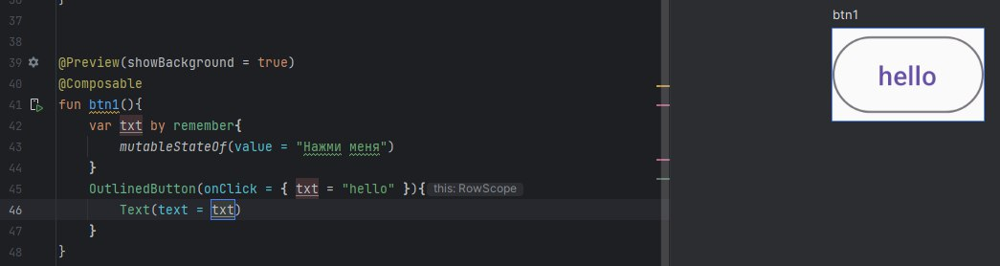 36 }
37
38
39 @Preview(showBackground = true)
40 @Composable
41 fun btn1(){
42 var txt by remember{
43 mutableStateOf(value = "Нажми меня")
44 }
45 OutlinedButton(onClick = { txt = "hello" }){ this: RowScope
46 Text(text = txt)
47 }
48 }
btn1
hello